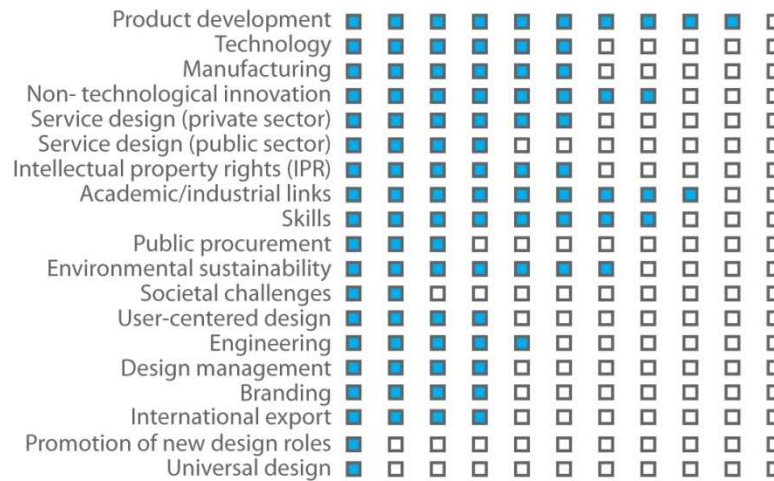 Product development
Technology
Manufacturing
Non- technological innovation
Service design (private sector)
Service design (public sector)
Intellectual property rights (IPR)
Academic/industrial links
Skills
Public procurement
Environmental sustainability
Societal challenges
User-centered design
Engineering
Design management
Branding
International export
Promotion of new design roles
Universal design